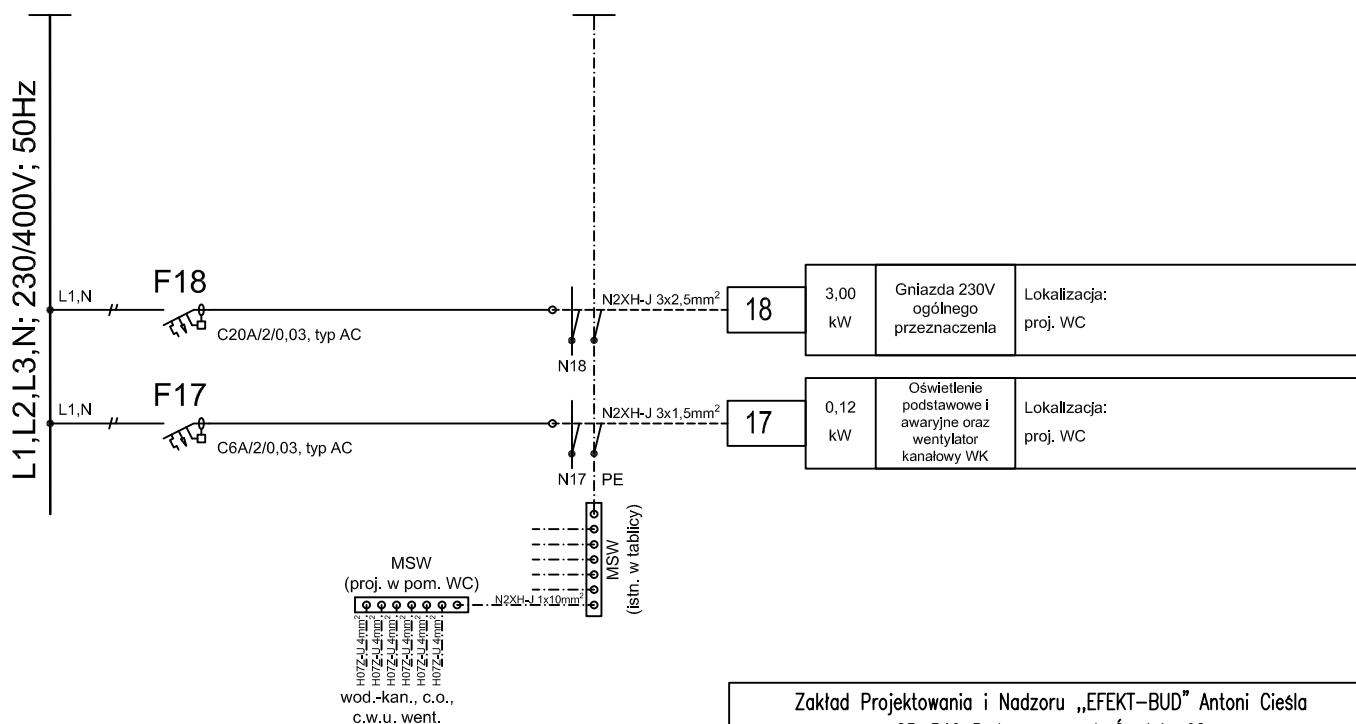 L1,L2,L3,N; 230/400V; 50Hz
L1,N
F18
C20A/2/0,03, typ AC
N18
N2XH-J 3x2,5mm²
18
3,00
kW
Gniazda 230V
ogólnego
przeznaczenia
Lokalizacja:
proj. WC
L1,N
F17
C6A/2/0,03, typ AC
N17
PE
N2XH-J 3x1,5mm²
17
0,12
kW
Oświetlenie
podstawowe i
awaryjne oraz
wentylator
kanałowy WK
Lokalizacja:
proj. WC
MSW
(istn. w tablicy)
MSW
(proj. w pom. WC)
N2XH-J 1x10mm²
H07Z-U 4mm²
H07Z-U 4mm²
H07Z-U 4mm²
H07Z-U 4mm²
H07Z-U 4mm²
H07Z-U 4mm²
wod.-kan., c.o.,
c.w.u. went.
Zakład Projektowania i Nadzoru „EFEKT-BUD” Antoni Cieśla